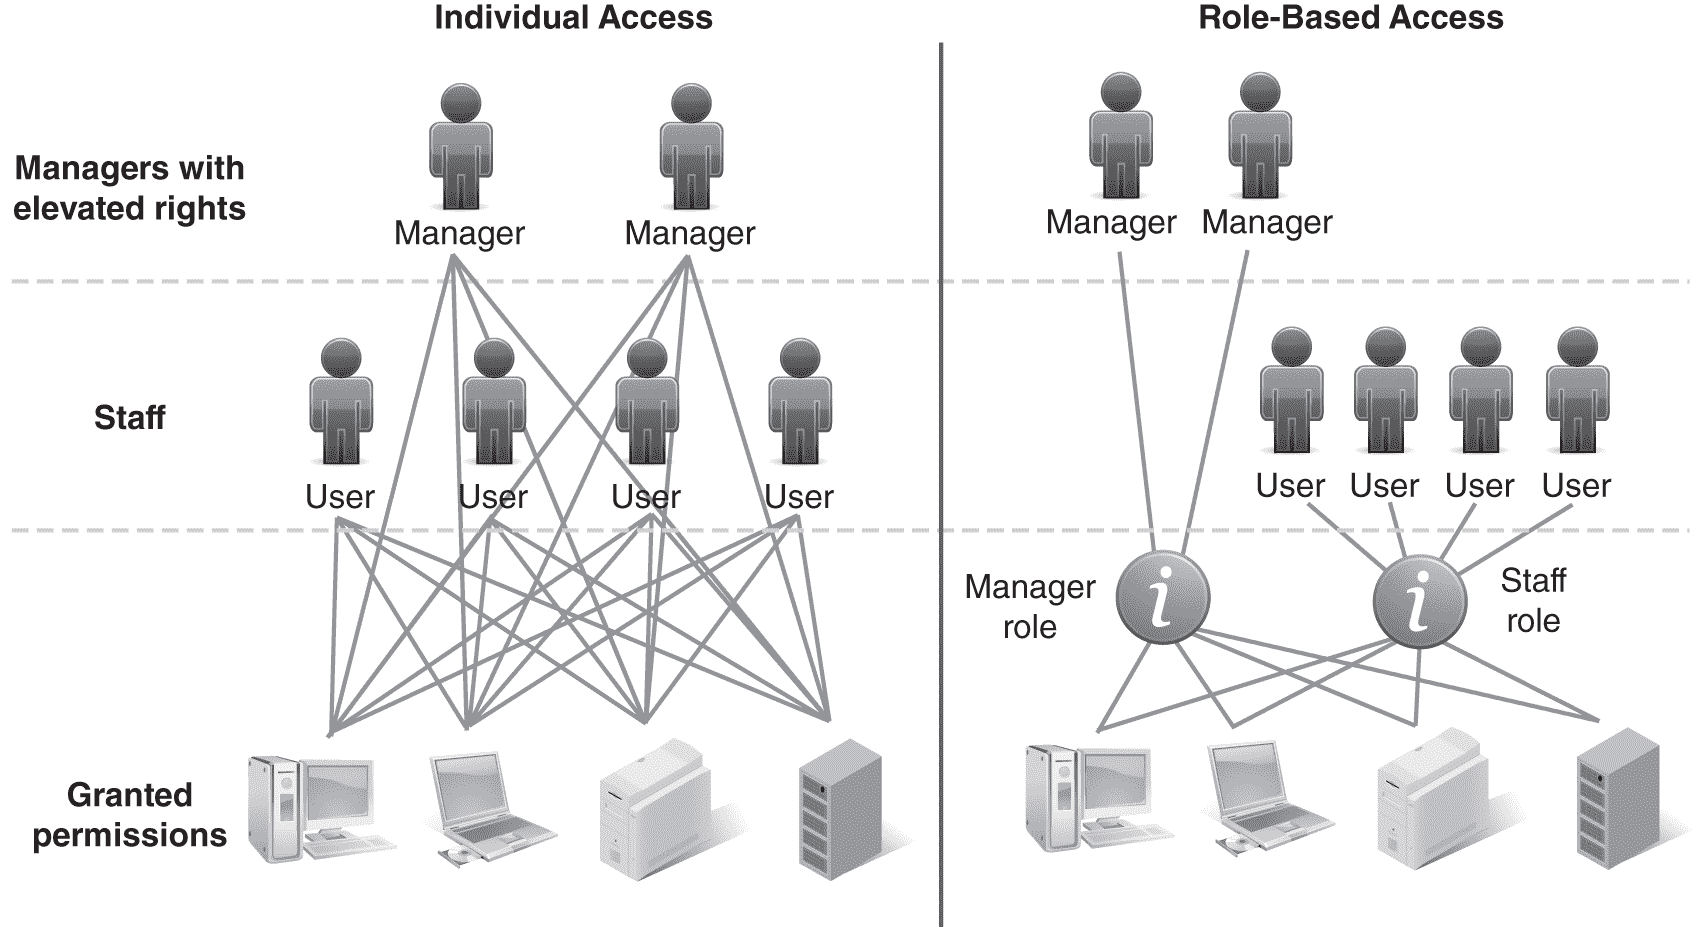 Individual Access
Role-Based Access
Managers with
elevated rights
Manager
Manager
Manager
Manager
Staff
User
User
User
User
User
User
User
User
Manager
role
Staff
role
i
i
Granted
permissions